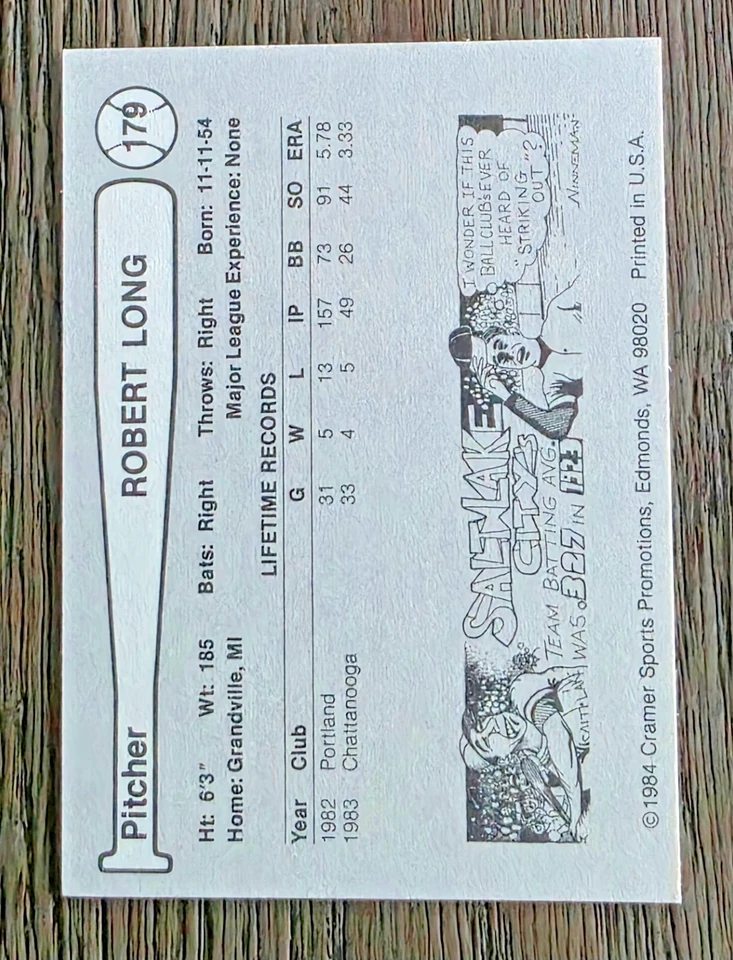 179
Pitcher ROBERT LONG
Ht: 6'3" Wt: 185 Bats: Right Throws: Right Born: 11-11-54
Home: Grandville, MI Major League Experience: None
LIFETIME RECORDS
Year Club G W L IP BB SO ERA
1982 Portland 31 5 13 157 73 91 5.78
1983 Chattanooga 33 4 5 49 26 44 3.33
SALT LAKE
CITY'S
TEAM BATTING AVG.
WAS .327 IN 1923
I WONDER IF THIS
BALLCLUB'S EVER
HEARD OF
"STRIKING
OUT"?
NINNEMAN
©1984 Cramer Sports Promotions, Edmonds, WA 98020 Printed in U.S.A.